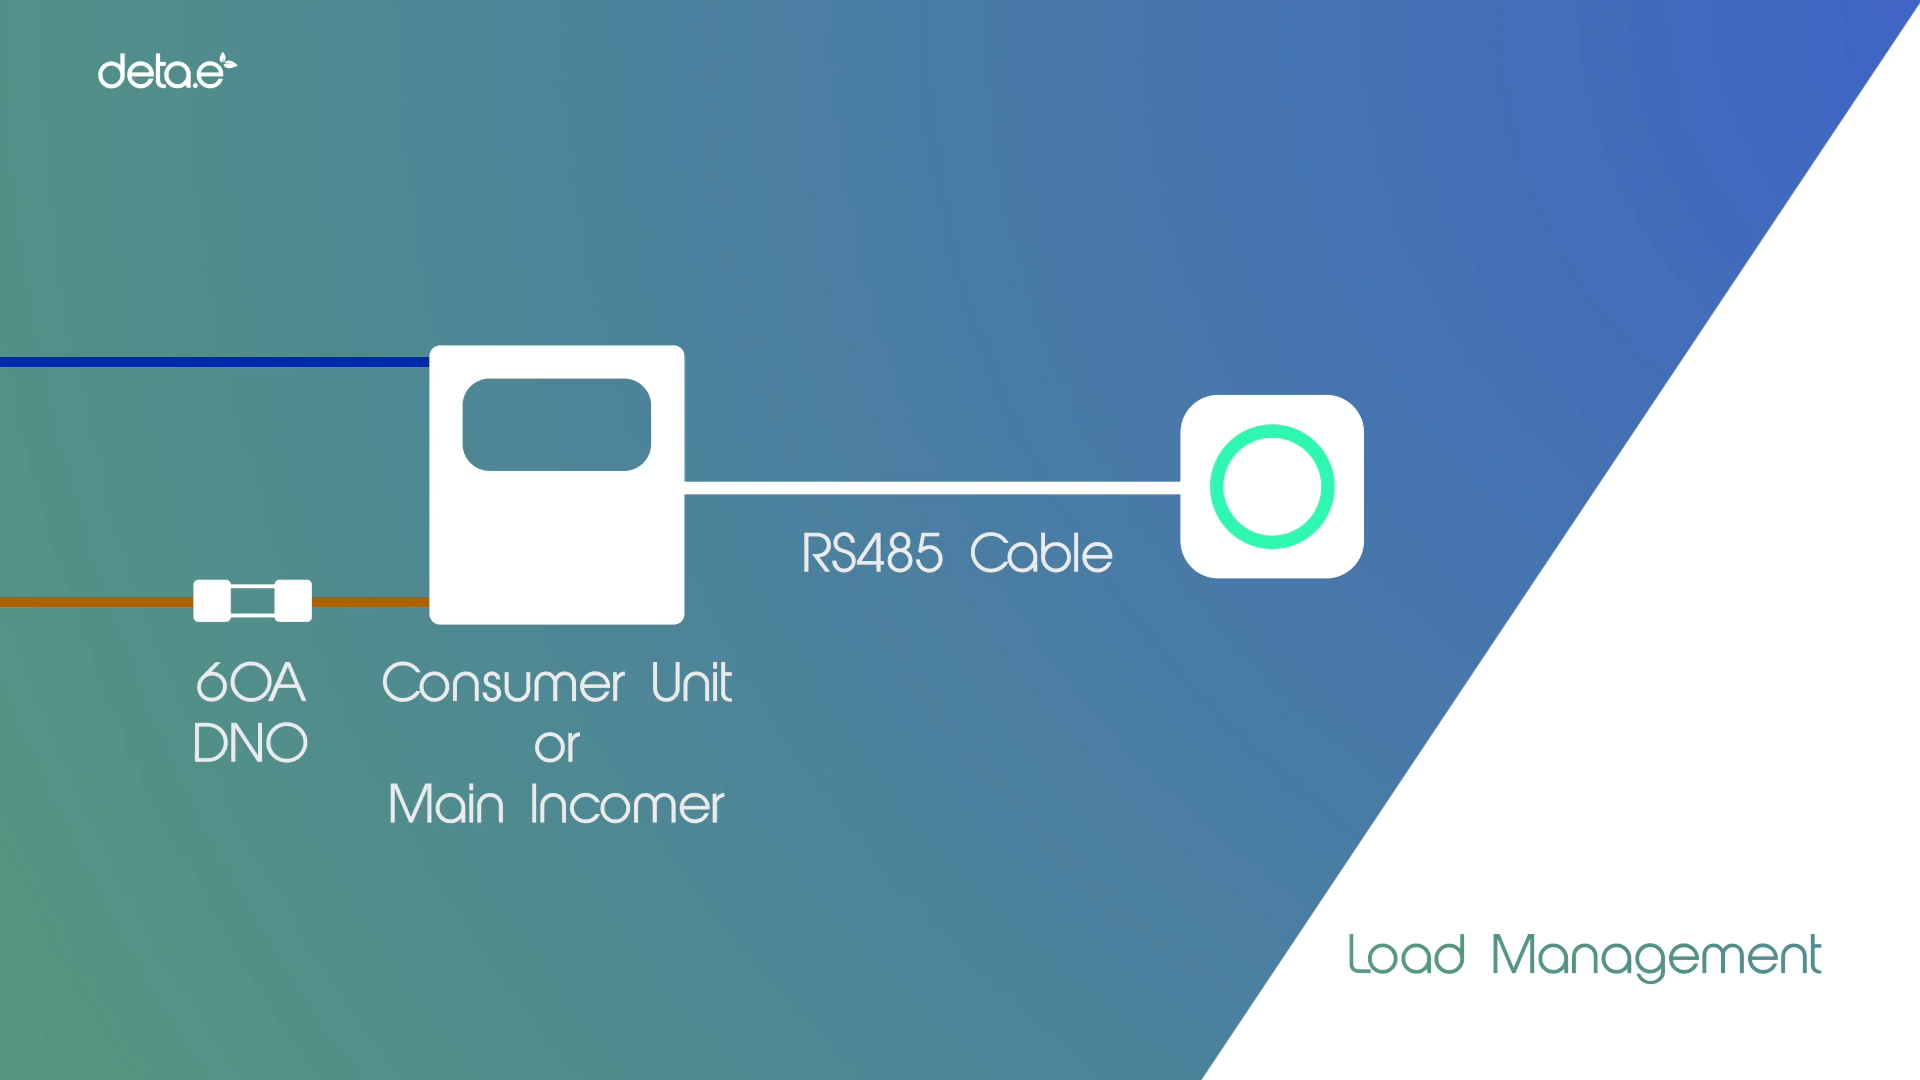 deta.e
RS485 Cable
60A
DNO
Consumer Unit
or
Main Incomer
Load Management